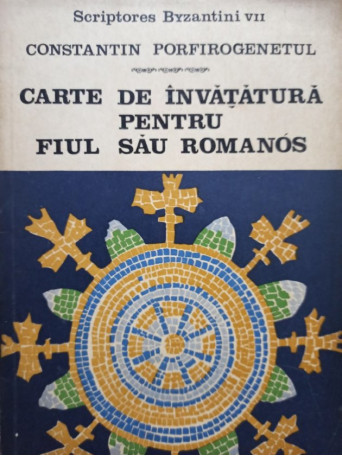 Scriptores Byzantini VII
CONSTANTIN PORFIROGENETUL
CARTE DE ÎNVĂȚĂTURĂ
PENTRU
FIUL SĂU ROMANÓS